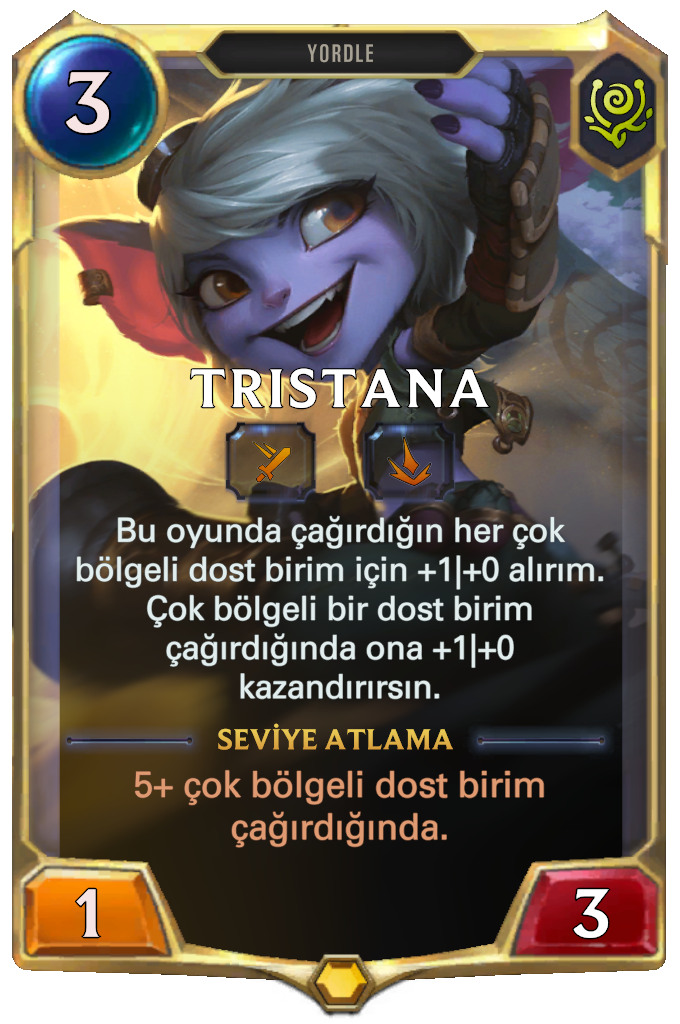 3
YORDLE
TRISTANA
Bu oyunda çağırdığın her çok
bölgeli dost birim için +1|+0 alırım.
Çok bölgeli bir dost birim
çağırdığında ona +1|+0
kazandırırsın.
SEVİYE ATLAMA
5+ çok bölgeli dost birim
çağırdığında.
1
3